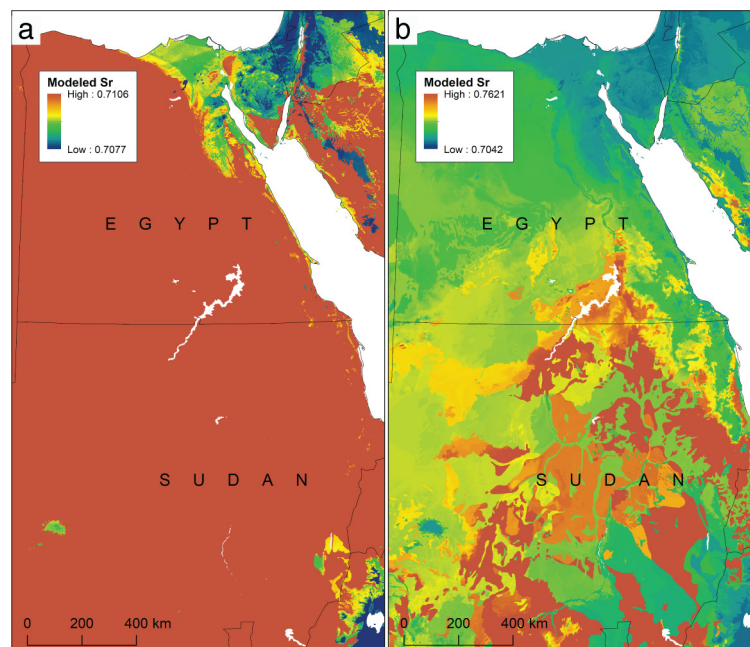 a
Modeled Sr
High : 0.7106
Low : 0.7077
E G Y P T
S U D A N
0 200 400 km
b
Modeled Sr
High : 0.7621
Low : 0.7042
E G Y P T
S U D A N
0 200 400 km